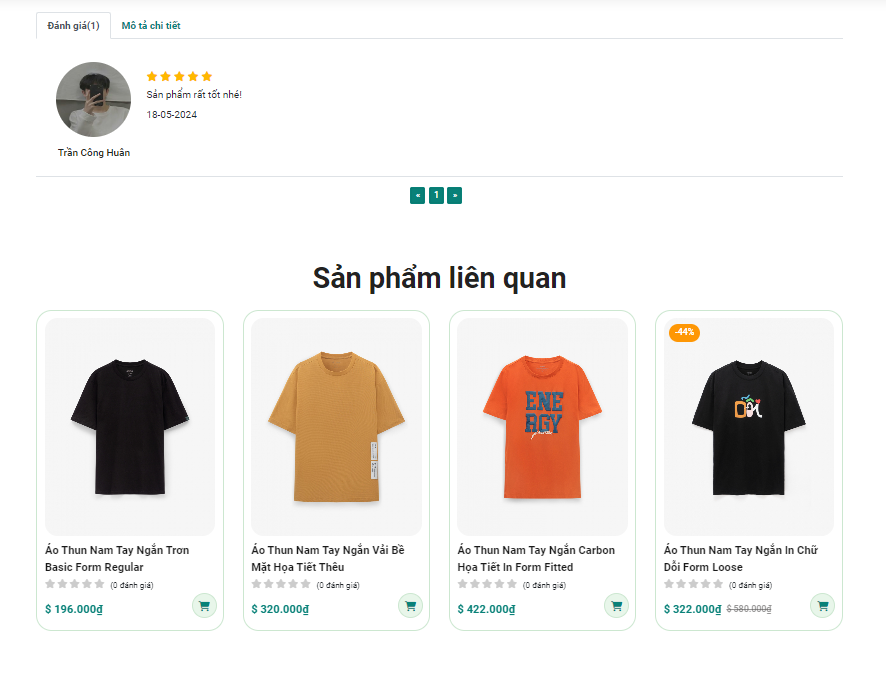 Đánh giá(1) Mô tả chi tiết
Sản phẩm rất tốt nhé!
18-05-2024
Trần Công Huân
« 1 »
Sản phẩm liên quan
-44%
ENE
RGY
Áo Thun Nam Tay Ngắn Trơn
Basic Form Regular
(0 đánh giá)
$ 196.000₫
Áo Thun Nam Tay Ngắn Vải Bề
Mặt Họa Tiết Thêu
(0 đánh giá)
$ 320.000₫
Áo Thun Nam Tay Ngắn Carbon
Họa Tiết In Form Fitted
(0 đánh giá)
$ 422.000₫
Áo Thun Nam Tay Ngắn In Chữ
Dỗi Form Loose
(0 đánh giá)
$ 322.000₫ $ 580.000₫